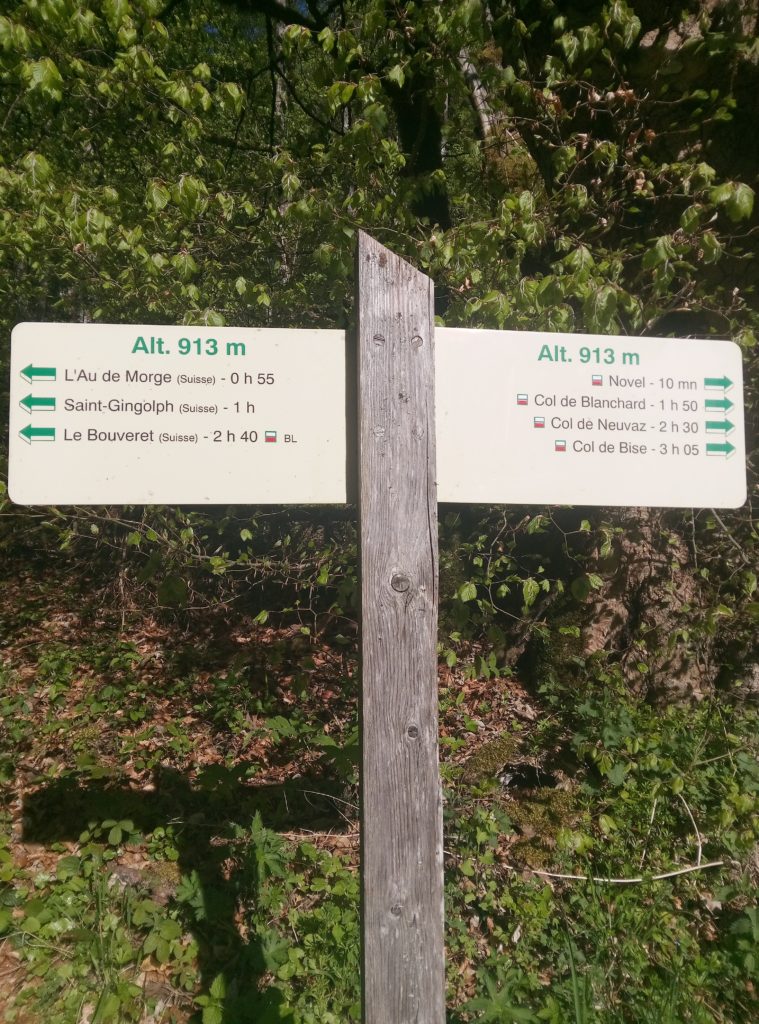 Alt. 913 m
L'Au de Morge (Suisse) - 0 h 55
Saint-Gingolph (Suisse) - 1 h
Le Bouveret (Suisse) - 2 h 40 BL
Alt. 913 m
Novel - 10 mn
Col de Blanchard - 1 h 50
Col de Neuvaz - 2 h 30
Col de Bise - 3 h 05